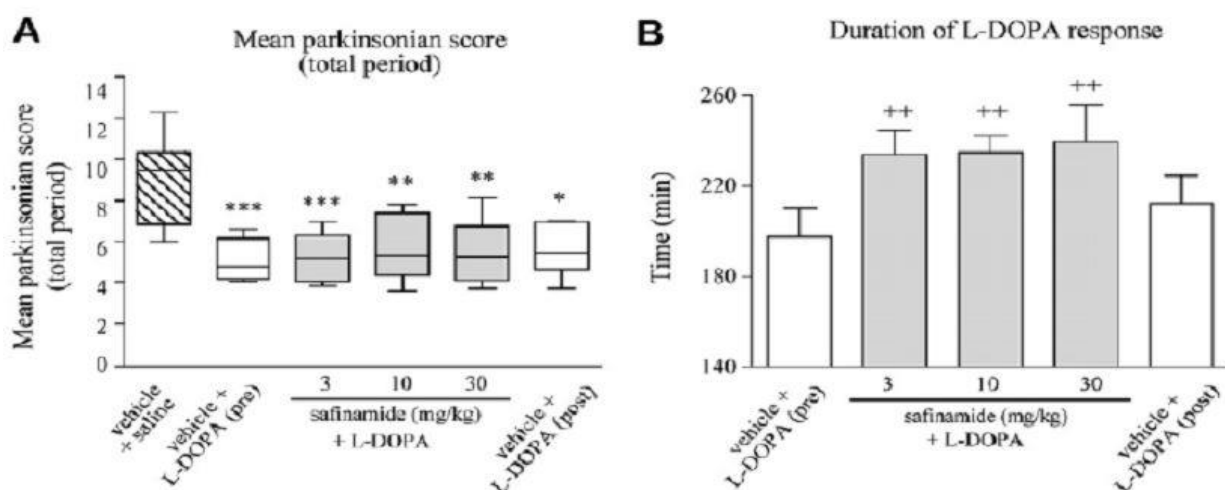 A
Mean parkinsonian score
(total period)
Mean parkinsonian score
(total period)
14
12
10
8
6
4
2
0
***
***
**
**
*
vehicle
+ saline
vehicle +
L-DOPA (pre)
3 10 30
safinamide (mg/kg)
+ L-DOPA
vehicle +
L-DOPA (post)
B
Duration of L-DOPA response
Time (min)
260
220
180
140
++
++
++
vehicle +
L-DOPA (pre)
3 10 30
safinamide (mg/kg)
+ L-DOPA
vehicle +
L-DOPA (post)